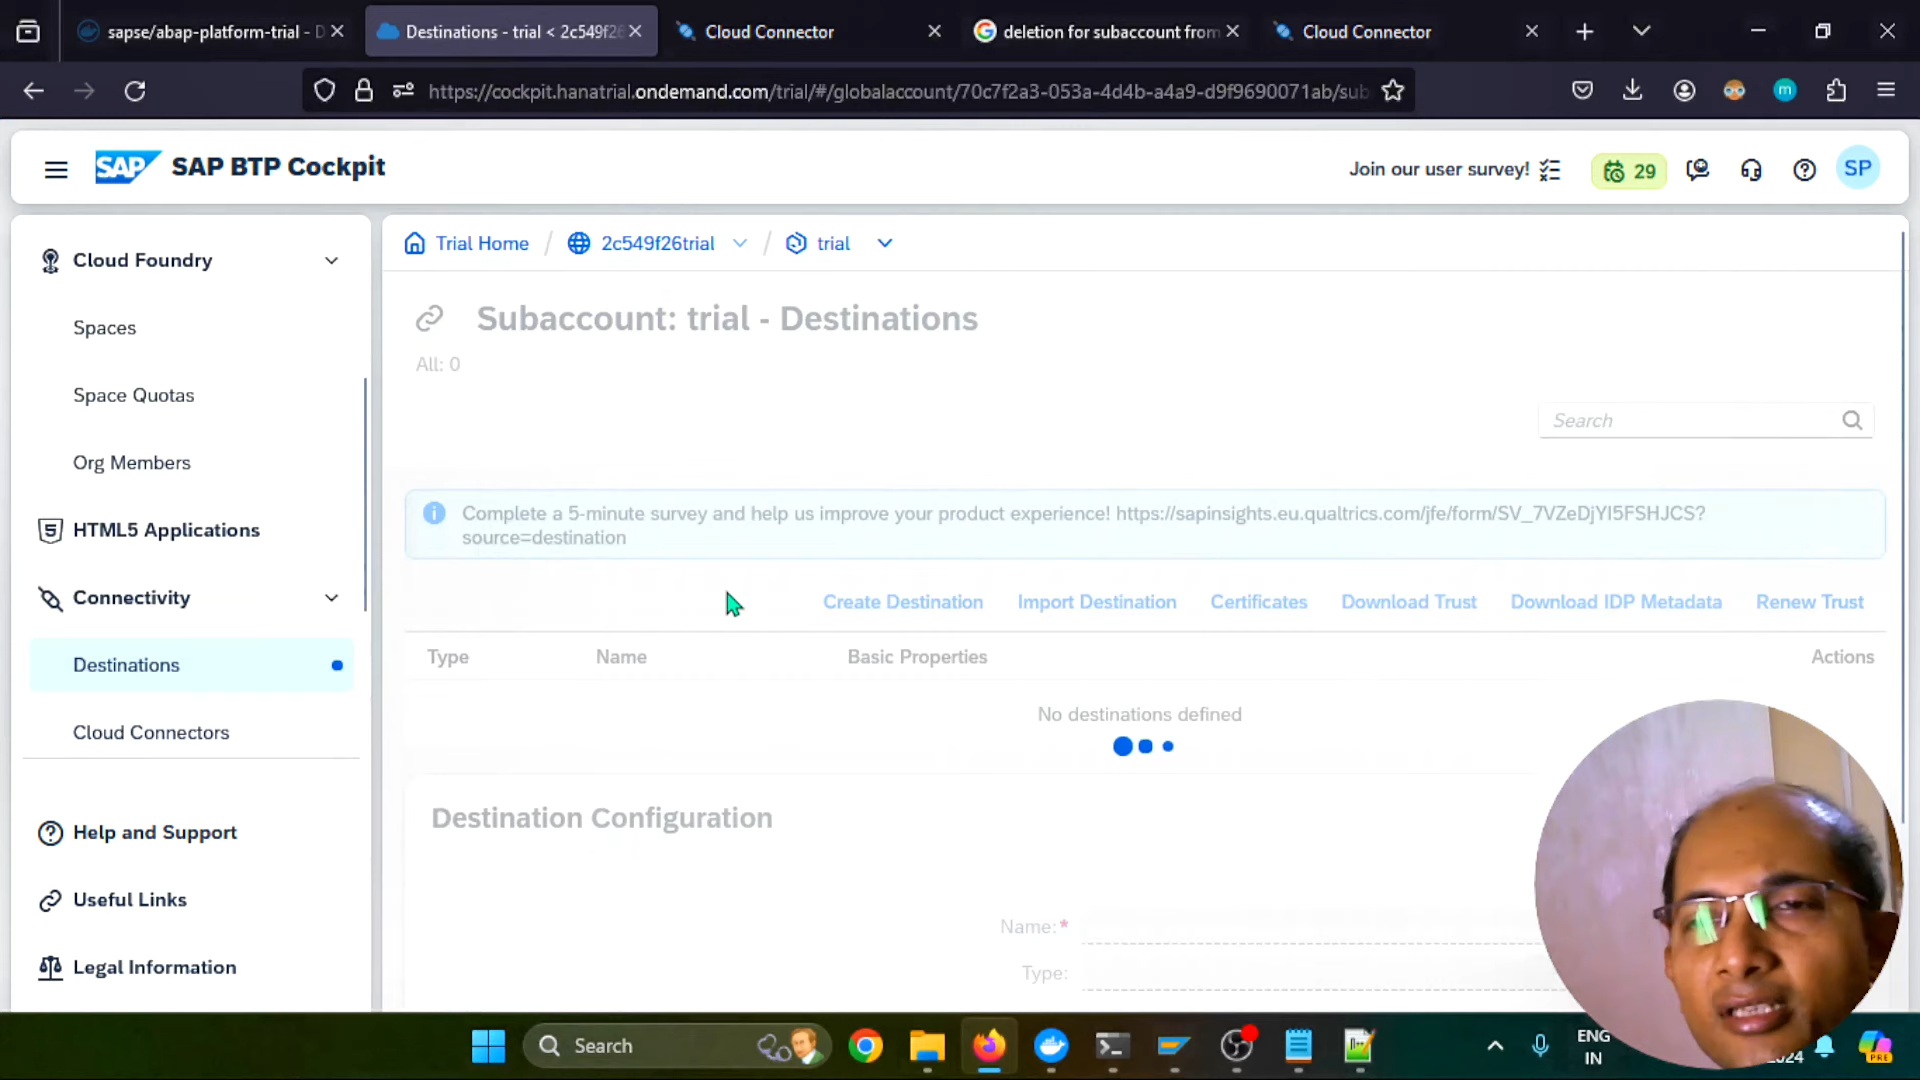 sapse/abap-platform-trial - D
Destinations - trial < 2c549f26
Cloud Connector
deletion for subaccount from
Cloud Connector
https://cockpit.hanatrial.ondemand.com/trial/#/globalaccount/70c7f2a3-053a-4d4b-a4a9-d9f9690071ab/sub
m
SAP
SAP BTP Cockpit
Join our user survey!
29
SP
Cloud Foundry
Spaces
Space Quotas
Org Members
HTML5 Applications
Connectivity
Destinations
Cloud Connectors
Help and Support
Useful Links
Legal Information
Trial Home / 2c549f26trial / trial
Subaccount: trial - Destinations
All: 0
Search
Complete a 5-minute survey and help us improve your product experience! https://sapinsights.eu.qualtrics.com/jfe/form/SV_7VZeDjYI5FSHJCS?
source=destination
Create Destination
Import Destination
Certificates
Download Trust
Download IDP Metadata
Renew Trust
Type
Name
Basic Properties
Actions
No destinations defined
Destination Configuration
Name:*
Type:
Search
ENG
IN
2024
PRE